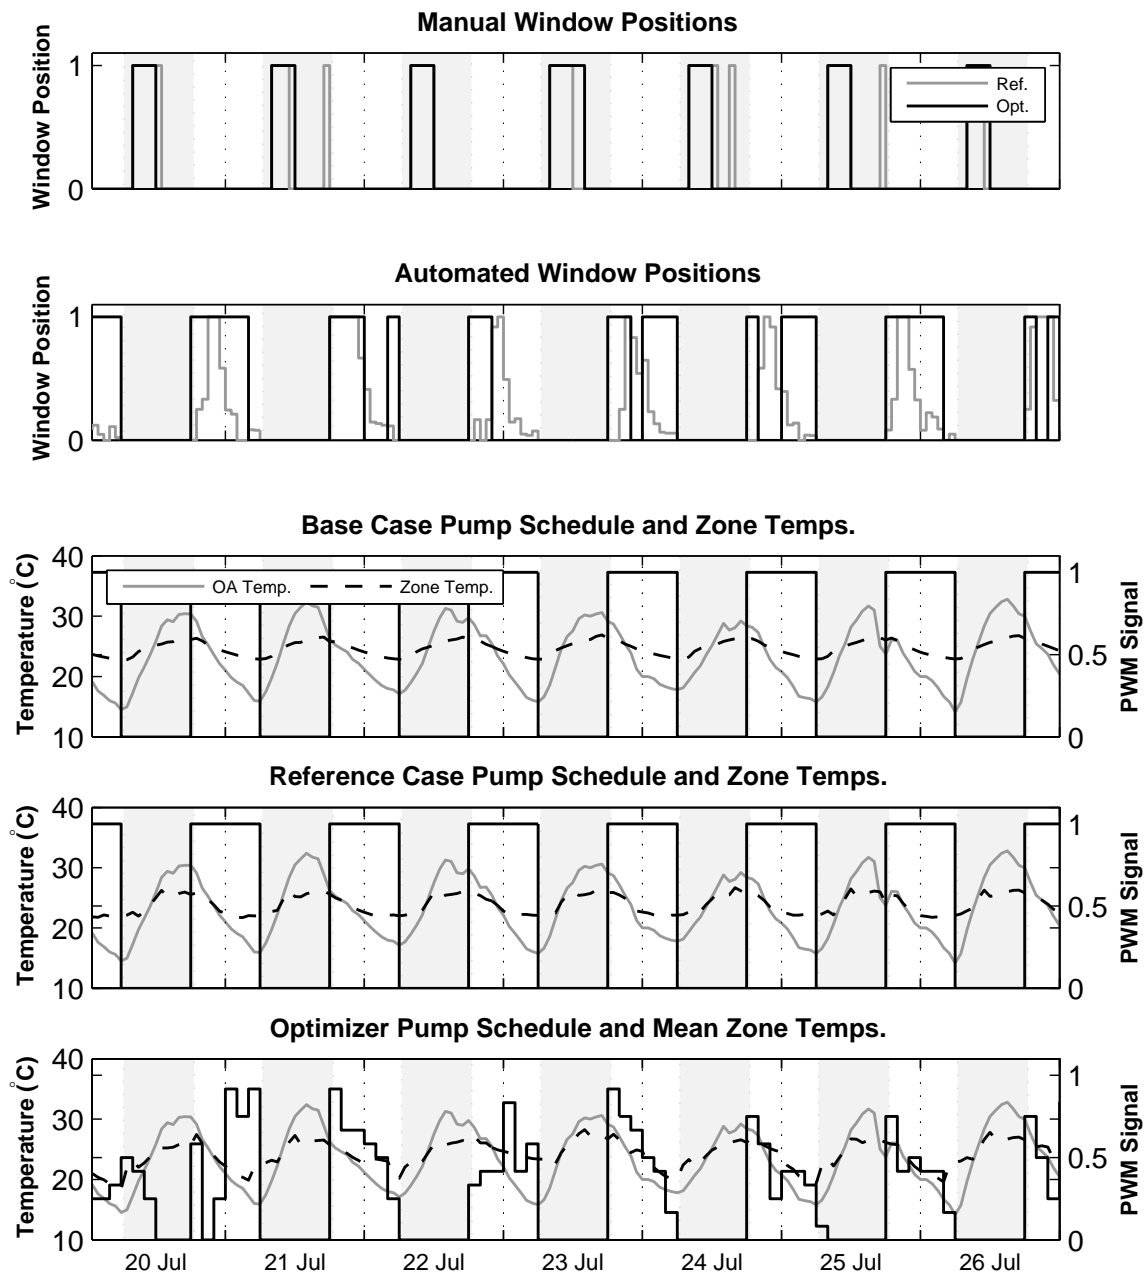 Manual Window Positions
Window Position
1
0
Ref.
Opt.
Automated Window Positions
Window Position
1
0
Base Case Pump Schedule and Zone Temps.
Temperature (°C)
40
30
20
10
OA Temp.
Zone Temp.
1
0.5
0
PWM Signal
Reference Case Pump Schedule and Zone Temps.
Temperature (°C)
40
30
20
10
1
0.5
0
PWM Signal
Optimizer Pump Schedule and Mean Zone Temps.
Temperature (°C)
40
30
20
10
1
0.5
0
PWM Signal
20 Jul
21 Jul
22 Jul
23 Jul
24 Jul
25 Jul
26 Jul